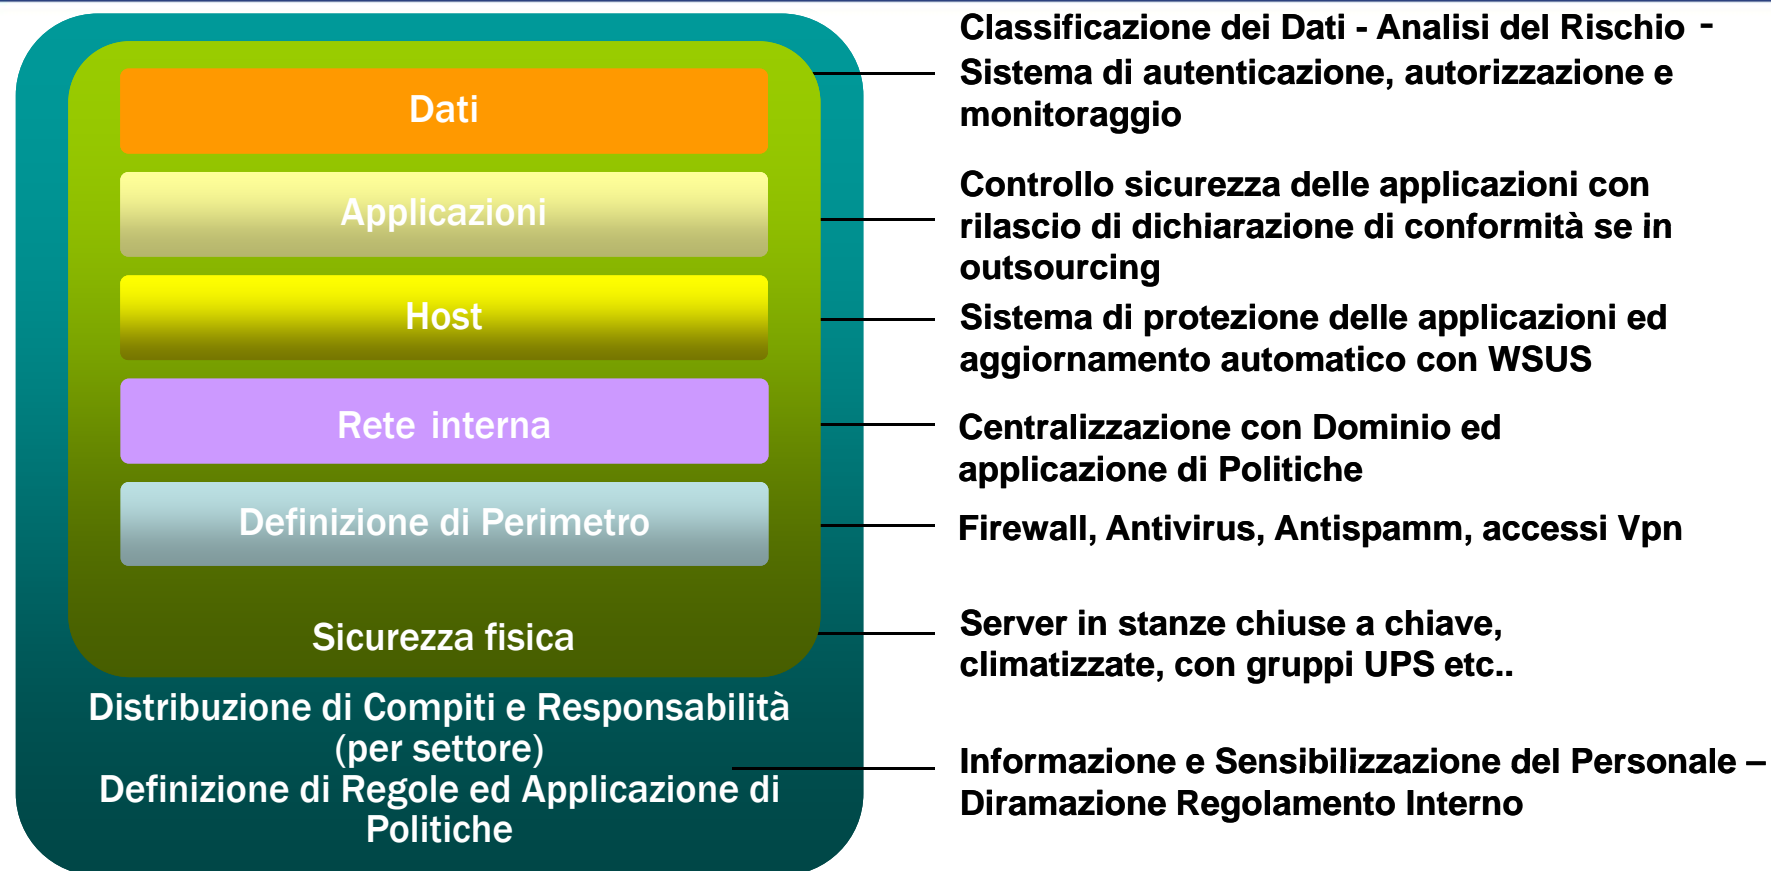 Classificazione dei Dati - Analisi del Rischio -
Sistema di autenticazione, autorizzazione e
monitoraggio
Dati
Controllo sicurezza delle applicazioni con
rilascio di dichiarazione di conformità se in
outsourcing
Applicazioni
Sistema di protezione delle applicazioni ed
aggiornamento automatico con WSUS
Host
Centralizzazione con Dominio ed
applicazione di Politiche
Rete interna
Firewall, Antivirus, Antispamm, accessi Vpn
Definizione di Perimetro
Server in stanze chiuse a chiave,
climatizzate, con gruppi UPS etc..
Sicurezza fisica
Distribuzione di Compiti e Responsabilità
(per settore)
Definizione di Regole ed Applicazione di
Politiche
Informazione e Sensibilizzazione del Personale –
Diramazione Regolamento Interno